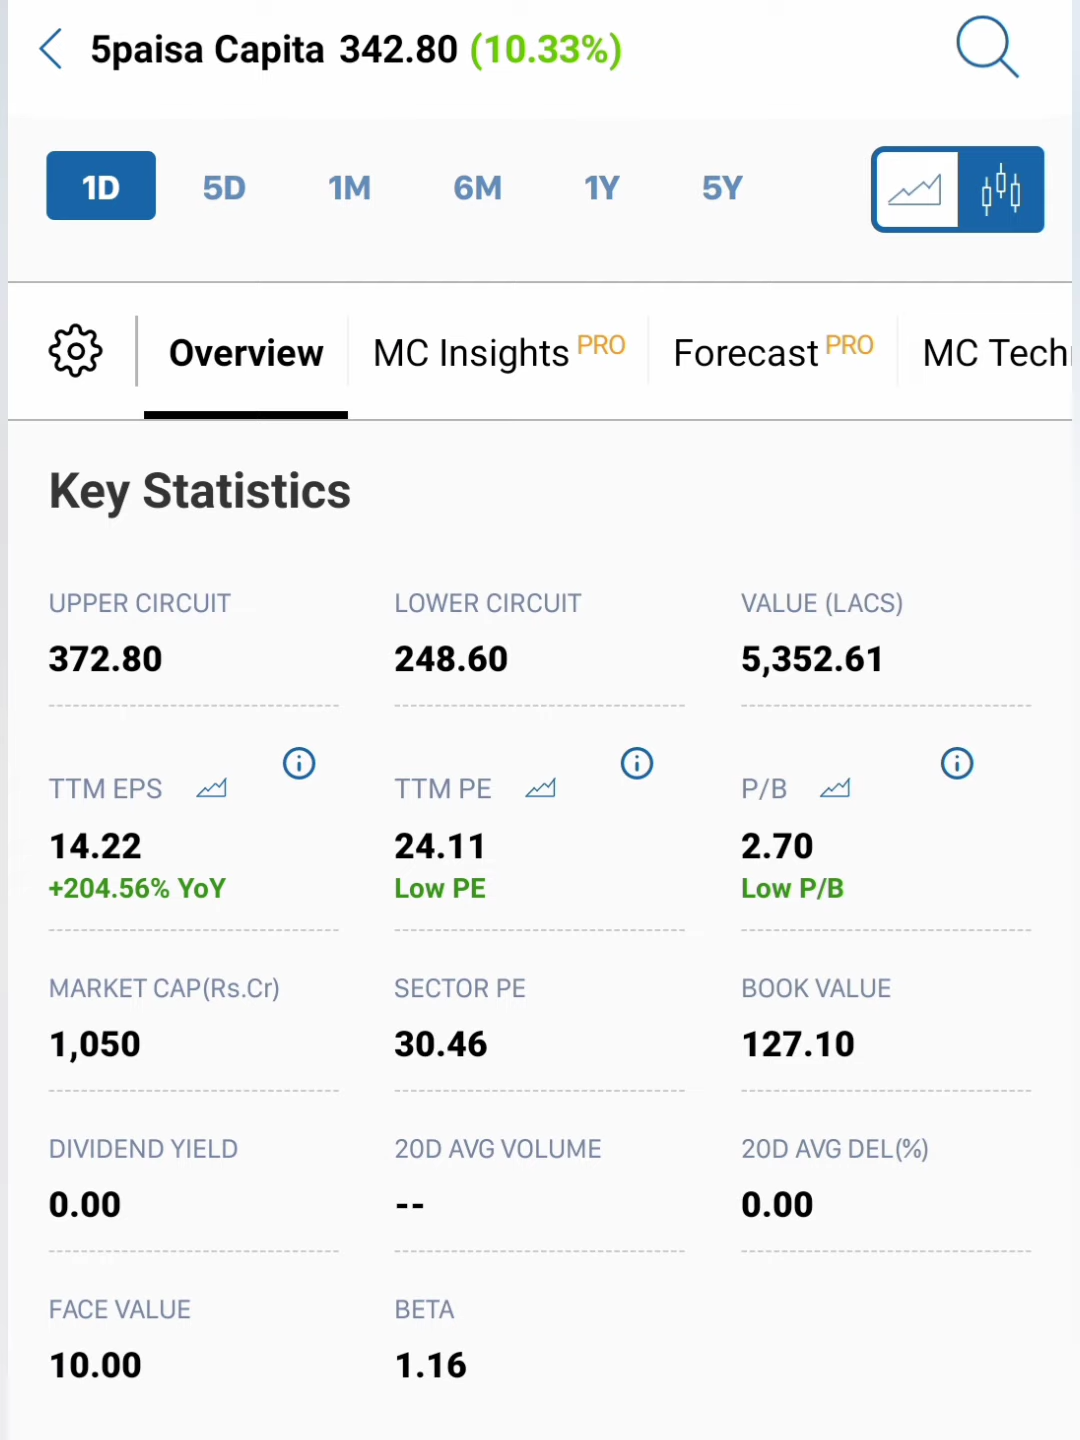 5paisa Capita 342.80 (10.33%)
1D 5D 1M 6M 1Y 5Y
Overview MC Insights PRO Forecast PRO MC Tech
Key Statistics
UPPER CIRCUIT LOWER CIRCUIT VALUE (LACS)
372.80 248.60 5,352.61
TTM EPS TTM PE P/B
14.22 24.11 2.70
+204.56% YoY Low PE Low P/B
MARKET CAP(Rs.Cr) SECTOR PE BOOK VALUE
1,050 30.46 127.10
DIVIDEND YIELD 20D AVG VOLUME 20D AVG DEL(%)
0.00 -- 0.00
FACE VALUE BETA
10.00 1.16